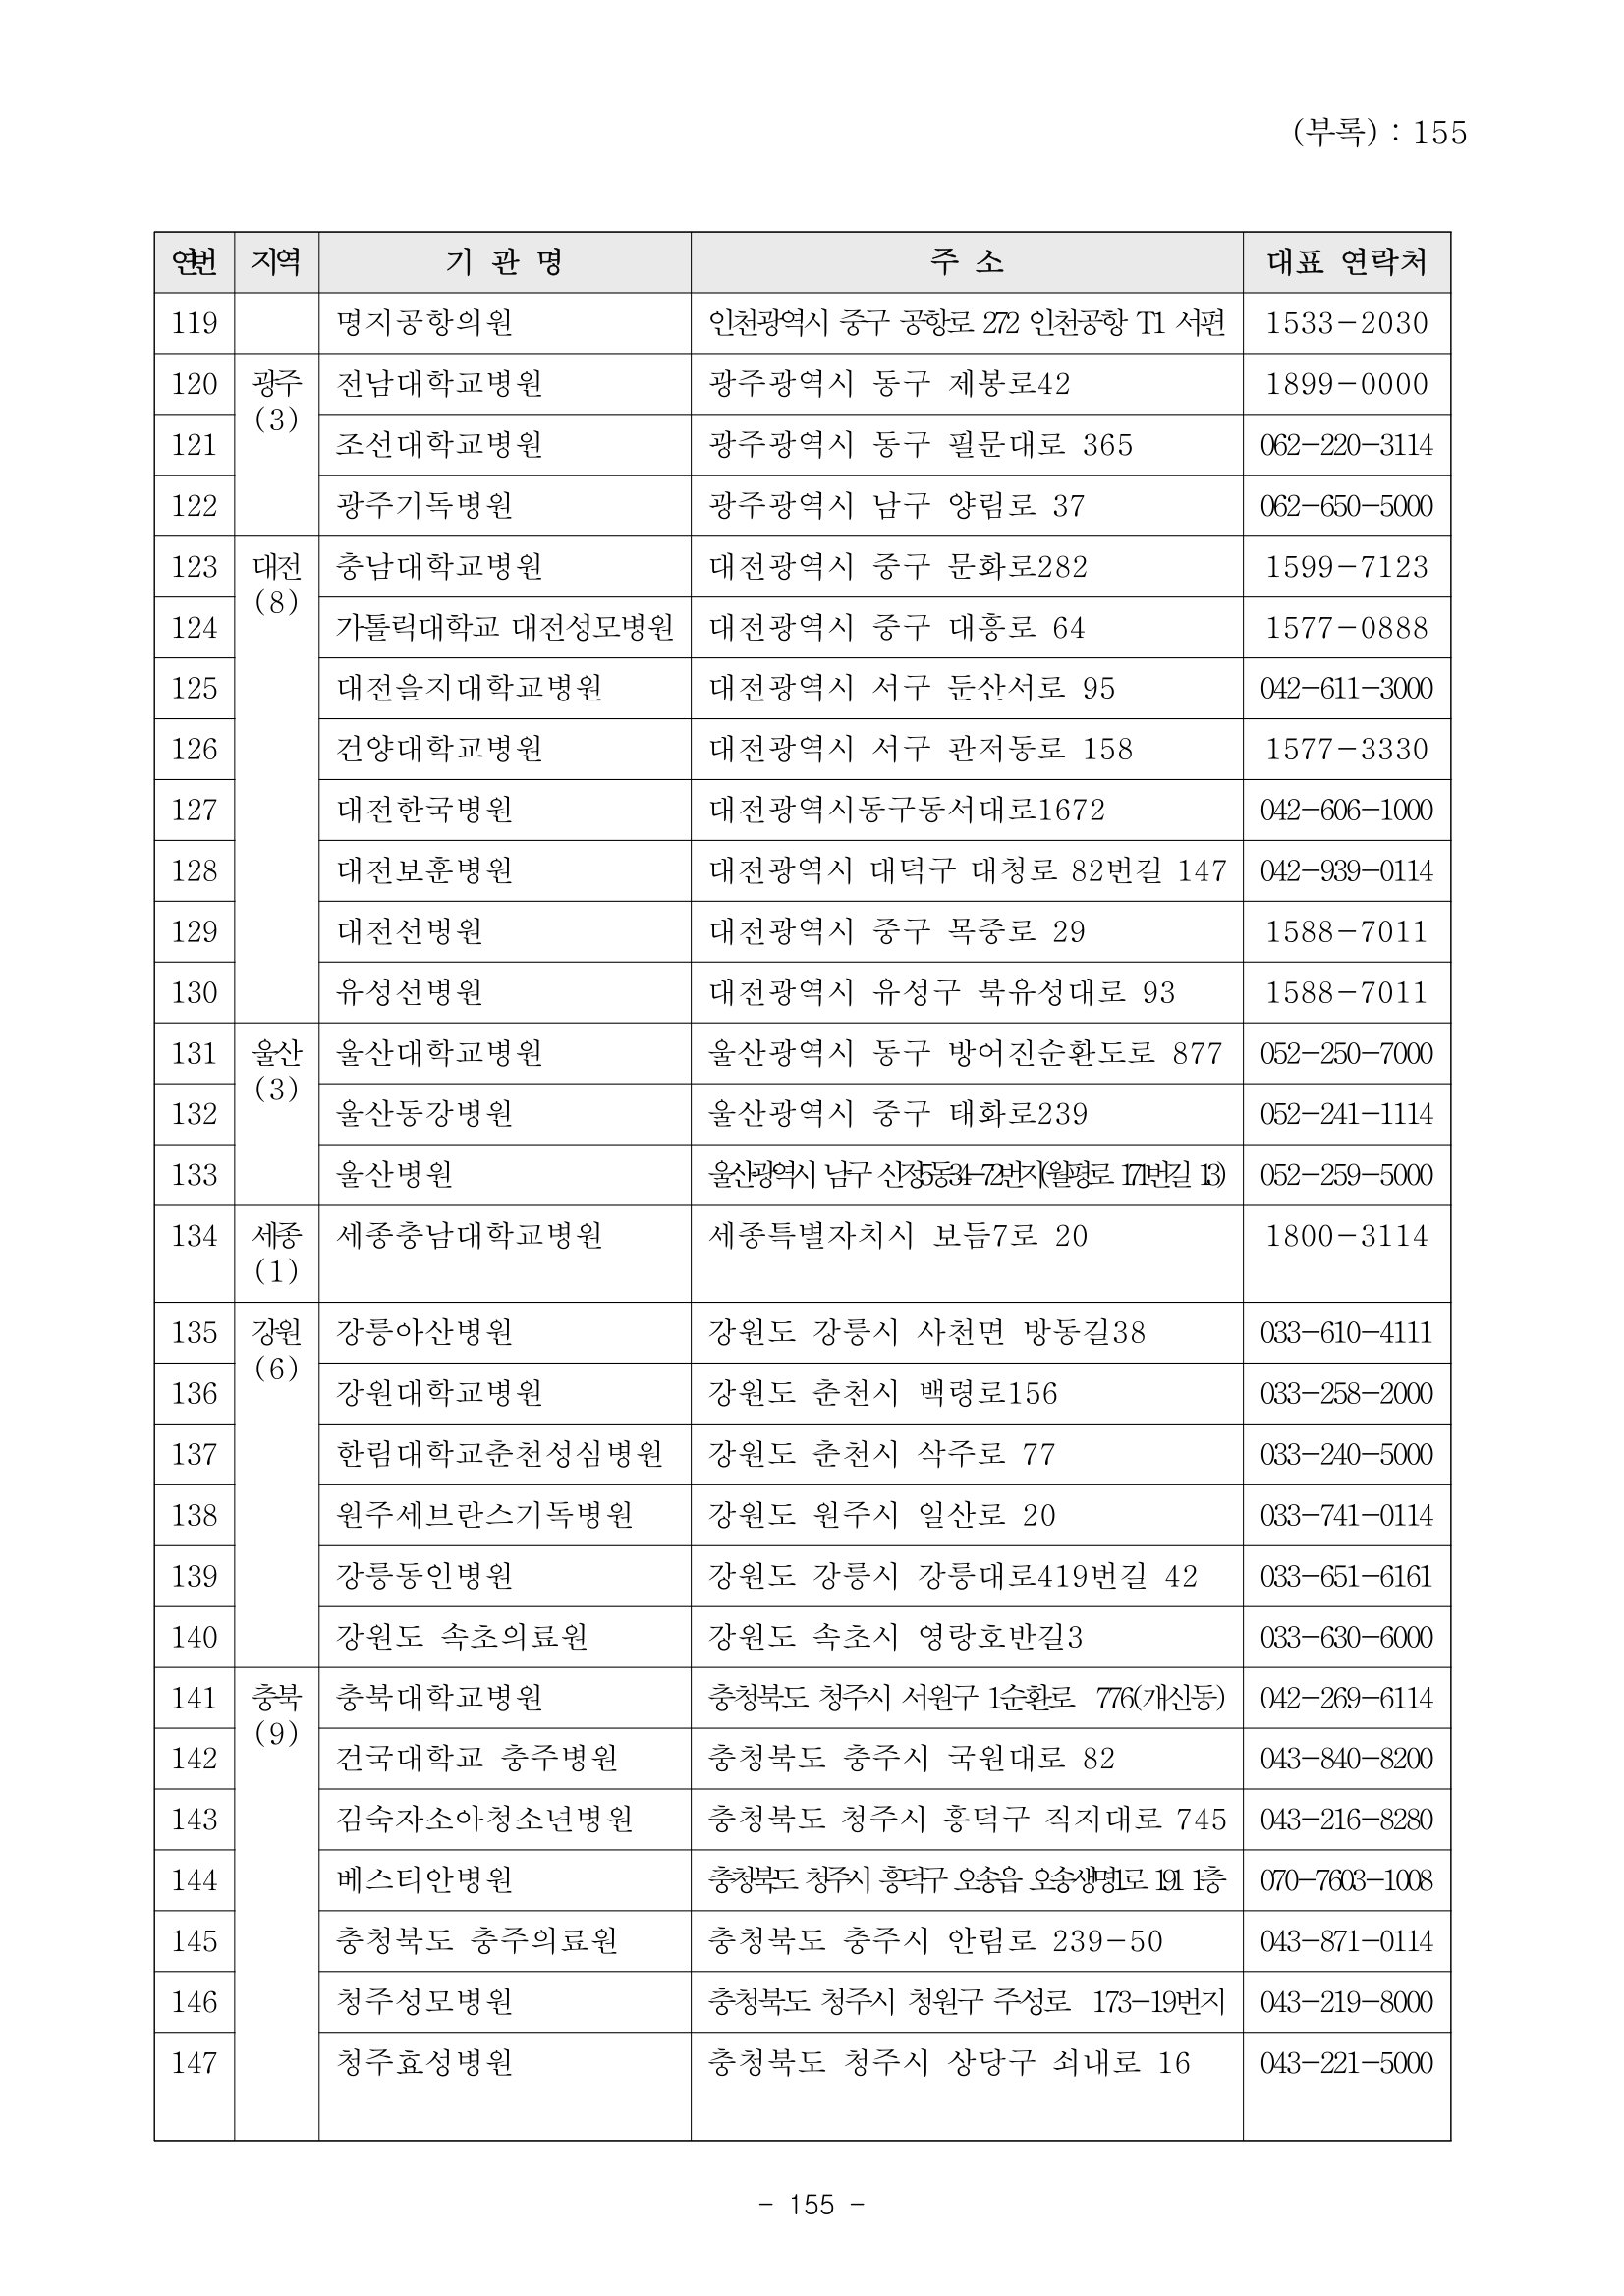 (부록) : 155
연번 지역 기 관 명 주 소 대표 연락처
119 명지공항의원 인천광역시 중구 공항로 272 인천공항 T1 서편 1533-2030
120 광주 전남대학교병원 광주광역시 동구 제봉로42 1899-0000
(3)
121 조선대학교병원 광주광역시 동구 필문대로 365 062-220-3114
122 광주기독병원 광주광역시 남구 양림로 37 062-650-5000
123 대전 충남대학교병원 대전광역시 중구 문화로282 1599-7123
(8)
124 가톨릭대학교 대전성모병원 대전광역시 중구 대흥로 64 1577-0888
125 대전을지대학교병원 대전광역시 서구 둔산서로 95 042-611-3000
126 건양대학교병원 대전광역시 서구 관저동로 158 1577-3330
127 대전한국병원 대전광역시동구동서대로1672 042-606-1000
128 대전보훈병원 대전광역시 대덕구 대청로 82번길 147 042-939-0114
129 대전선병원 대전광역시 중구 목중로 29 1588-7011
130 유성선병원 대전광역시 유성구 북유성대로 93 1588-7011
131 울산 울산대학교병원 울산광역시 동구 방어진순환도로 877 052-250-7000
(3)
132 울산동강병원 울산광역시 중구 태화로239 052-241-1114
133 울산병원 울산광역시 남구 신정5동34-72번지(월평로 171번길 13) 052-259-5000
134 세종 세종충남대학교병원 세종특별자치시 보듬7로 20 1800-3114
(1)
135 강원 강릉아산병원 강원도 강릉시 사천면 방동길38 033-610-4111
(6)
136 강원대학교병원 강원도 춘천시 백령로156 033-258-2000
137 한림대학교춘천성심병원 강원도 춘천시 삭주로 77 033-240-5000
138 원주세브란스기독병원 강원도 원주시 일산로 20 033-741-0114
139 강릉동인병원 강원도 강릉시 강릉대로419번길 42 033-651-6161
140 강원도 속초의료원 강원도 속초시 영랑호반길3 033-630-6000
141 충북 충북대학교병원 충청북도 청주시 서원구 1순환로 776(개신동) 042-269-6114
(9)
142 건국대학교 충주병원 충청북도 충주시 국원대로 82 043-840-8200
143 김숙자소아청소년병원 충청북도 청주시 흥덕구 직지대로 745 043-216-8280
144 베스티안병원 충청북도 청주시 흥덕구 오송읍 오송생명1로 191 1층 070-7603-1008
145 충청북도 충주의료원 충청북도 충주시 안림로 239-50 043-871-0114
146 청주성모병원 충청북도 청주시 청원구 주성로 173-19번지 043-219-8000
147 청주효성병원 충청북도 청주시 상당구 쇠내로 16 043-221-5000
- 155 -